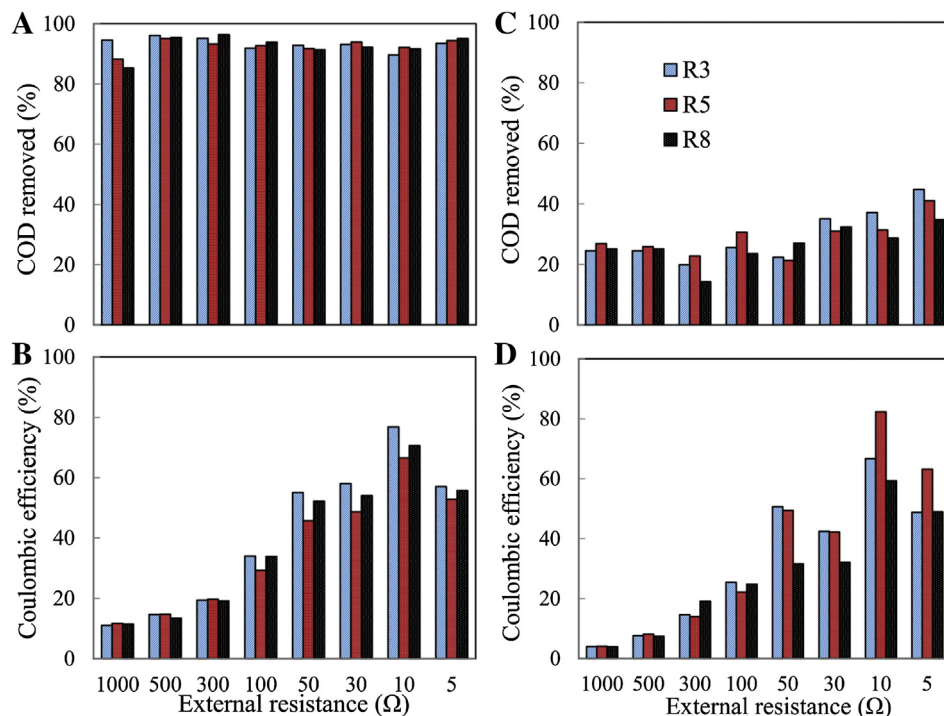 A
COD removed (%)
100
80
60
40
20
0
C
COD removed (%)
100
80
60
40
20
0
R3
R5
R8
B
Coulombic efficiency (%)
100
80
60
40
20
0
1000 500 300 100 50 30 10 5
External resistance (Ω)
D
Coulombic efficiency (%)
100
80
60
40
20
0
1000 500 300 100 50 30 10 5
External resistance (Ω)